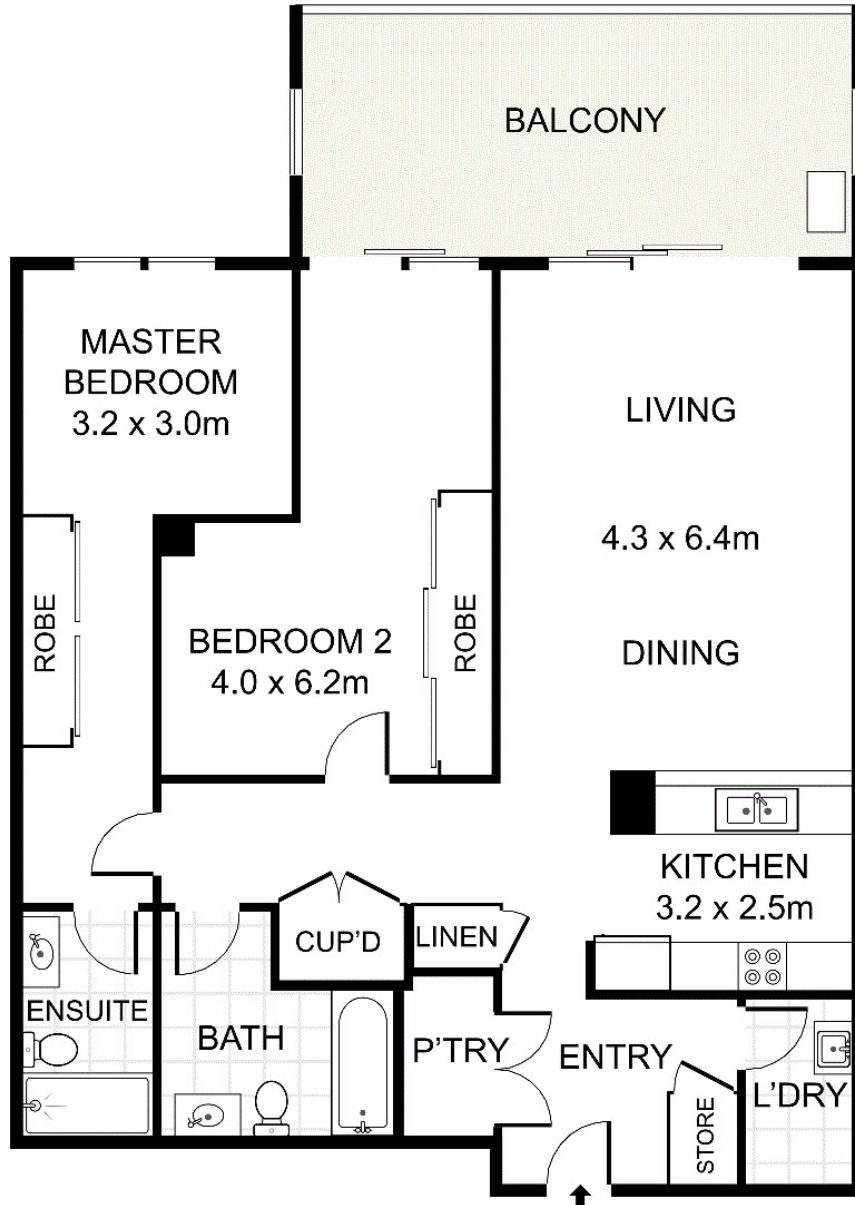 BALCONY
MASTER
BEDROOM
3.2 x 3.0m
LIVING
4.3 x 6.4m
ROBE
BEDROOM 2
4.0 x 6.2m
ROBE
DINING
KITCHEN
3.2 x 2.5m
CUP'D
LINEN
ENSUITE
BATH
P'TRY
ENTRY
L'DRY
STORE